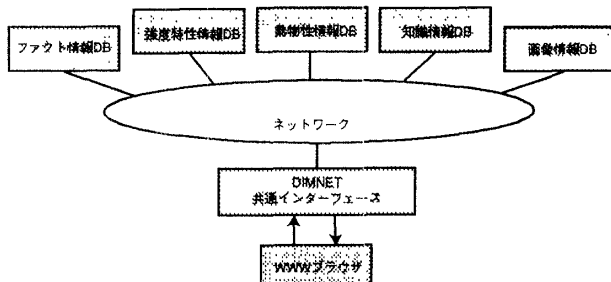 ファクト情報DB
強度特性情報DB
熱物性情報DB
知識情報DB
画像情報DB
ネットワーク
DIMNET
共通インターフェース
WWWブラウザ